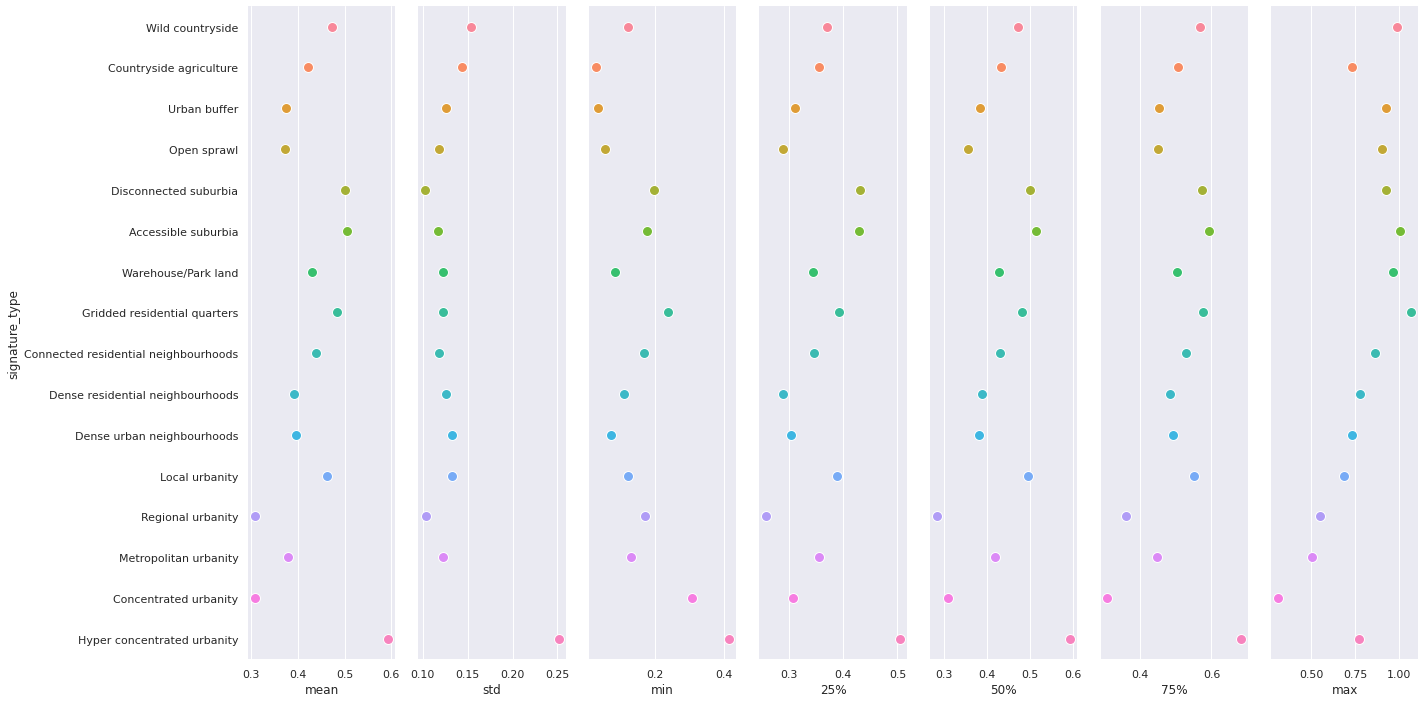 signature_type
Wild countryside
Countryside agriculture
Urban buffer
Open sprawl
Disconnected suburbia
Accessible suburbia
Warehouse/Park land
Gridded residential quarters
Connected residential neighbourhoods
Dense residential neighbourhoods
Dense urban neighbourhoods
Local urbanity
Regional urbanity
Metropolitan urbanity
Concentrated urbanity
Hyper concentrated urbanity
0.3 0.4 0.5 0.6
mean
0.10 0.15 0.20 0.25
std
0.2 0.4
min
0.3 0.4 0.5
25%
0.3 0.4 0.5 0.6
50%
0.4 0.6
75%
0.50 0.75 1.00
max